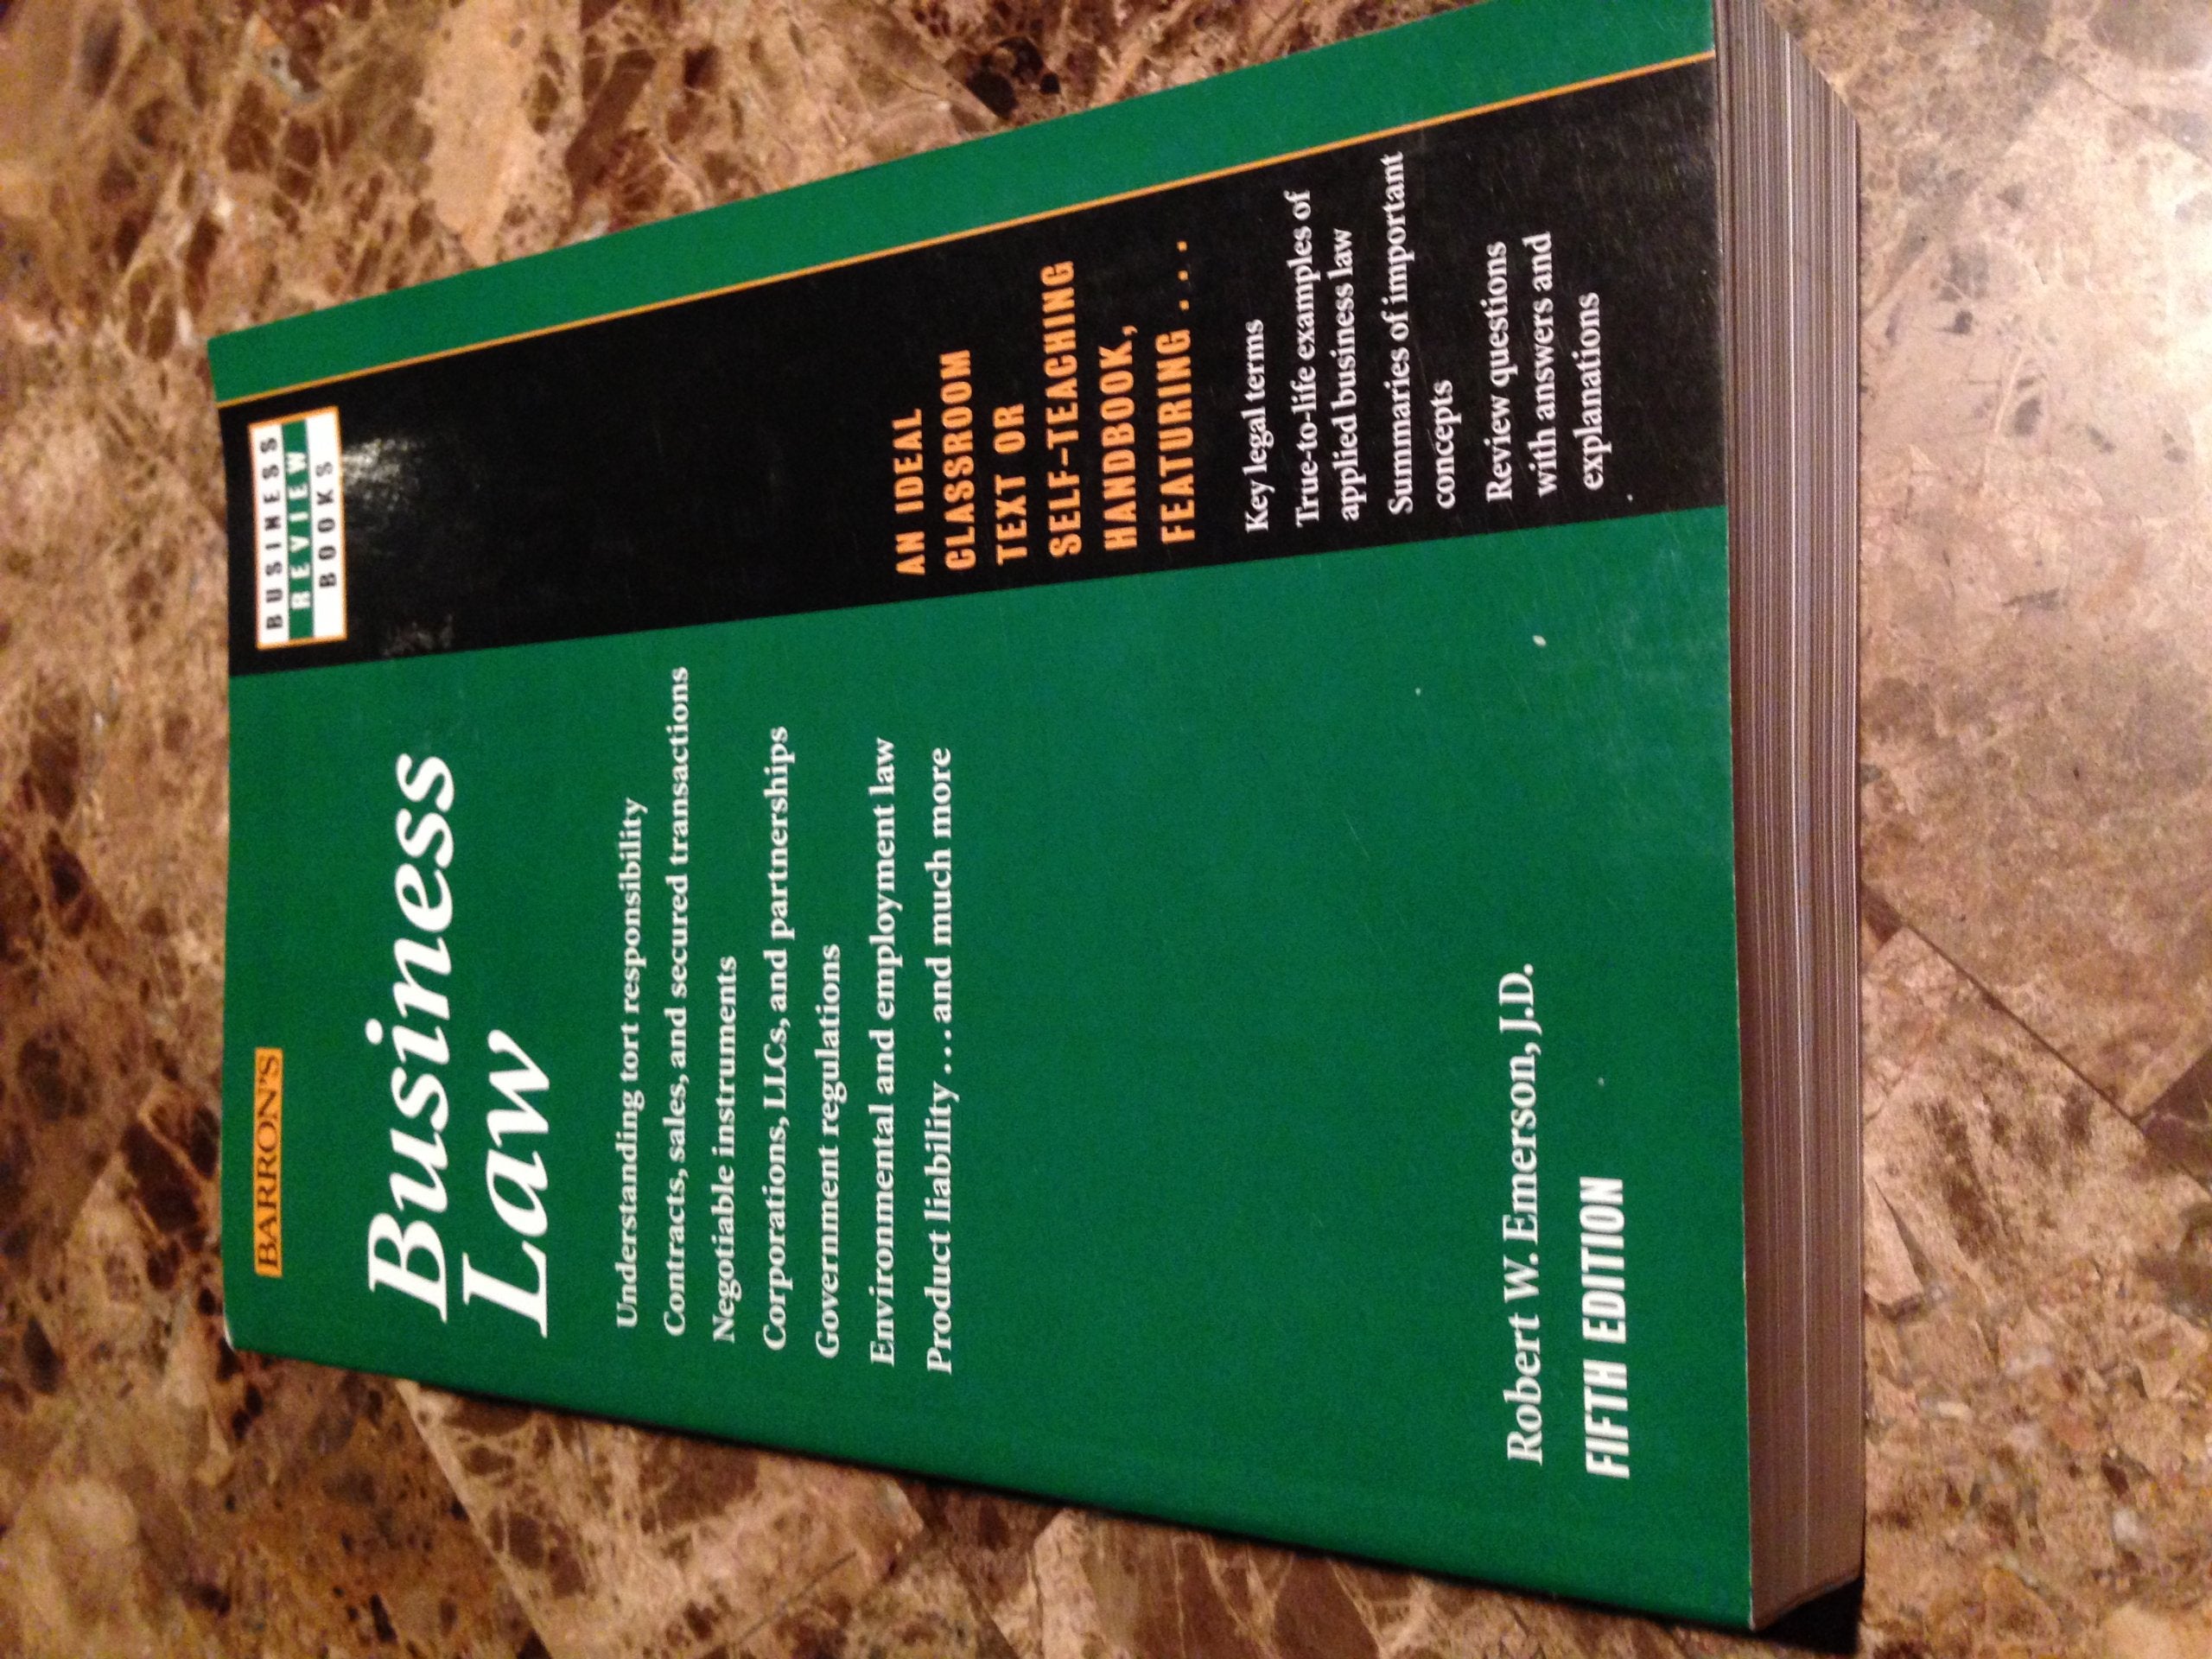 BARRON'S
BUSINESS
REVIEW
BOOKS
Business
Law
Understanding tort responsibility
Contracts, sales, and secured transactions
Negotiable instruments
Corporations, LLCs, and partnerships
Government regulations
Environmental and employment law
Product liability . . . and much more
AN IDEAL
CLASSROOM
TEXT OR
SELF-TEACHING
HANDBOOK,
FEATURING . . .
Key legal terms
True-to-life examples of
applied business law
Summaries of important
concepts
Review questions
with answers and
explanations
Robert W. Emerson, J.D.
FIFTH EDITION